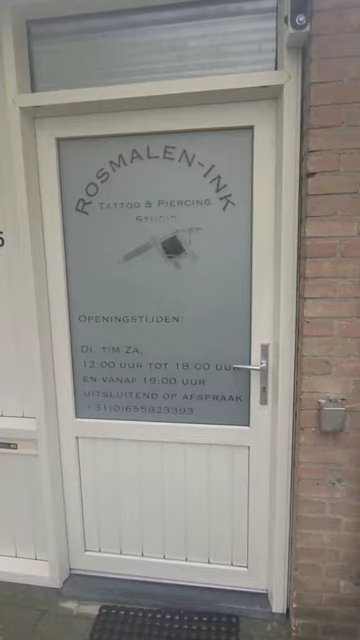 ROSMALEN-INK
TATTOO & PIERCING
STUDIO
OPENINGSTIJDEN:
DI. T/M ZA.
12:00 UUR TOT 18:00 UUR
EN VANAF 19:00 UUR
UITSLUITEND OP AFSPRAAK
+31(0)655823393